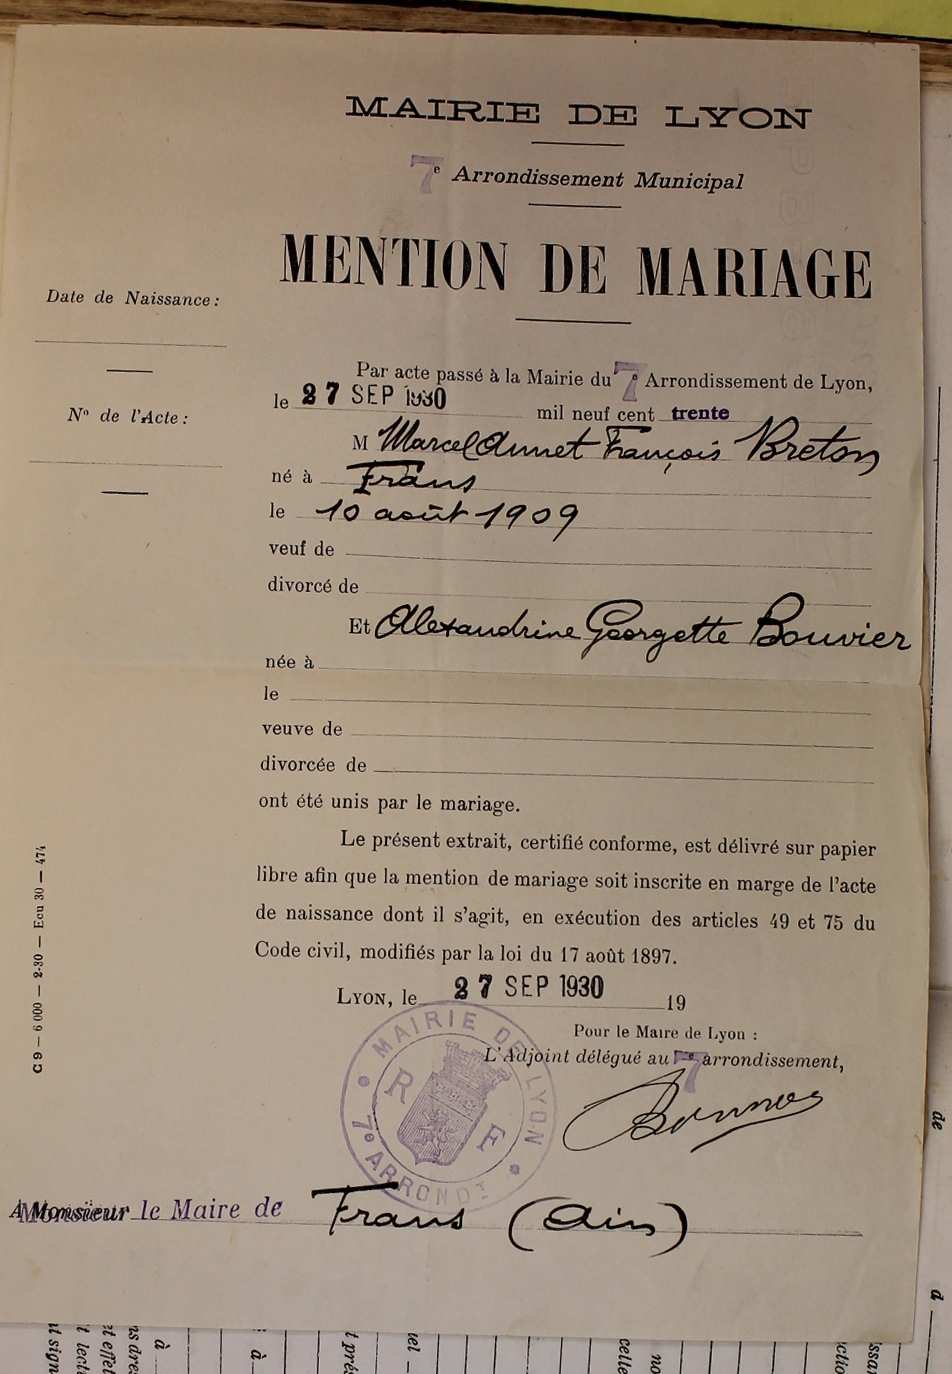 MAIRIE DE LYON
7e Arrondissement Municipal
MENTION DE MARIAGE
Date de Naissance :
No de l'Acte :
Par acte passé à la Mairie du 7e Arrondissement de Lyon,
le 27 SEP 1930 mil neuf cent trente
M Marcel Annet François Breton
né à Frans
le 10 août 1909
veuf de
divorcé de
Et Alexandrine Georgette Bouvier
née à
le
veuve de
divorcée de
ont été unis par le mariage.
Le présent extrait, certifié conforme, est délivré sur papier
libre afin que la mention de mariage soit inscrite en marge de l'acte
de naissance dont il s'agit, en exécution des articles 49 et 75 du
Code civil, modifiés par la loi du 17 août 1897.
LYON, le 27 SEP 1930 19
Pour le Maire de Lyon :
L'Adjoint délégué au 7e arrondissement,
MAIRIE DE LYON
R F
7e ARRONDT
A Monsieur le Maire de Frans (Ain)
C 9 — 6 000 — 2-30 — Ecu 30 — 474
de
à
à
à